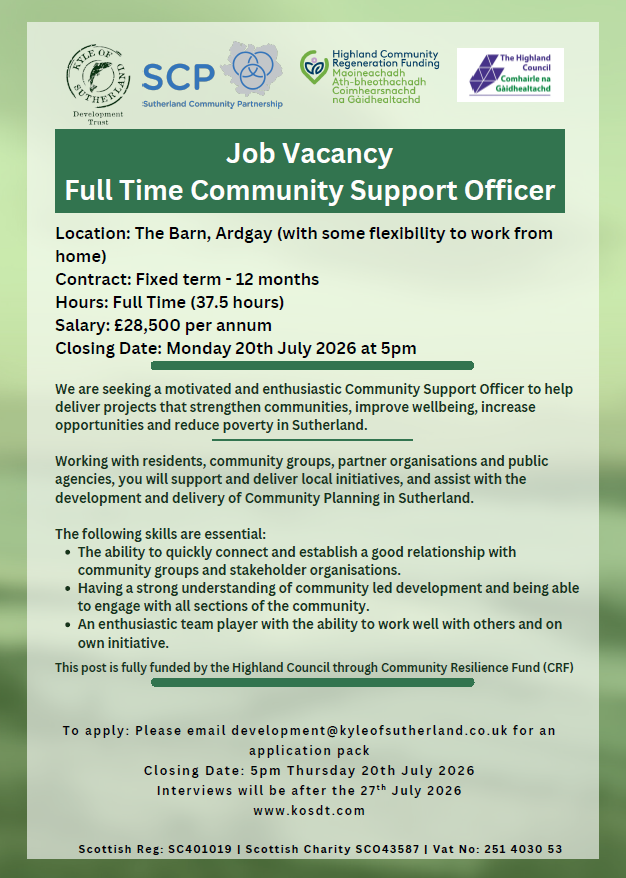 KYLE OF SUTHERLAND
Development
Trust
SCP
Sutherland Community Partnership
Highland Community
Regeneration Funding
Maoineachadh
Ath-bheathachadh
Coimhearsnachd
na Gàidhealtachd
The Highland
Council
Comhairle na
Gàidhealtachd
Job Vacancy
Full Time Community Support Officer
Location: The Barn, Ardgay (with some flexibility to work from
home)
Contract: Fixed term - 12 months
Hours: Full Time (37.5 hours)
Salary: £28,500 per annum
Closing Date: Monday 20th July 2026 at 5pm
We are seeking a motivated and enthusiastic Community Support Officer to help
deliver projects that strengthen communities, improve wellbeing, increase
opportunities and reduce poverty in Sutherland.
Working with residents, community groups, partner organisations and public
agencies, you will support and deliver local initiatives, and assist with the
development and delivery of Community Planning in Sutherland.
The following skills are essential:
• The ability to quickly connect and establish a good relationship with
community groups and stakeholder organisations.
• Having a strong understanding of community led development and being able
to engage with all sections of the community.
• An enthusiastic team player with the ability to work well with others and on
own initiative.
This post is fully funded by the Highland Council through Community Resilience Fund (CRF)
To apply: Please email development@kyleofsutherland.co.uk for an
application pack
Closing Date: 5pm Thursday 20th July 2026
Interviews will be after the 27ᵗʰ July 2026
www.kosdt.com
Scottish Reg: SC401019 | Scottish Charity SCO43587 | Vat No: 251 4030 53